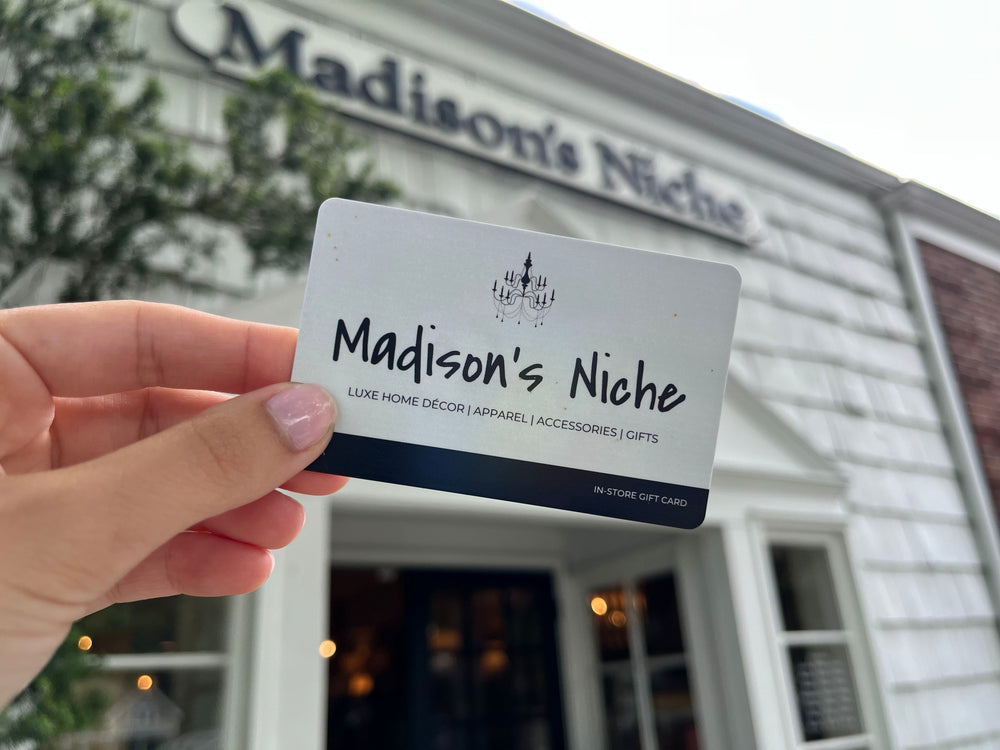 Madison's Niche
Madison's Niche
LUXE HOME DÉCOR | APPAREL | ACCESSORIES | GIFTS
IN-STORE GIFT CARD